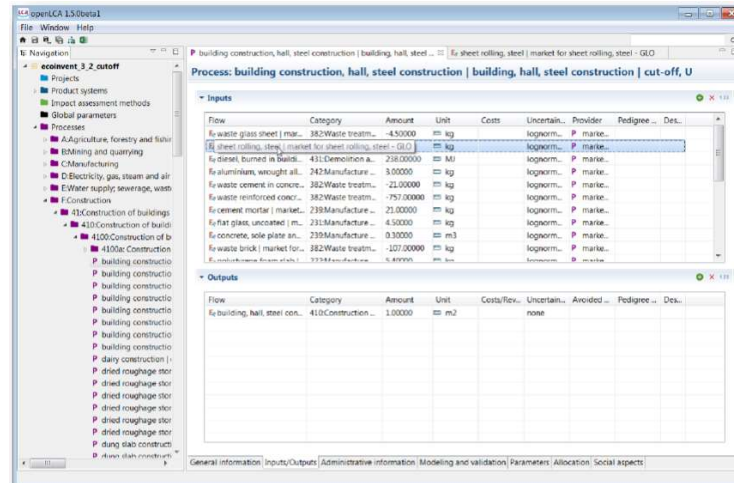 openLCA 1.5.0beta1
File Window Help
Navigation
ecoinvent_3_2_cutoff
Projects
Product systems
Impact assessment methods
Global parameters
Processes
A:Agriculture, forestry and fishin
B:Mining and quarrying
C:Manufacturing
D:Electricity, gas, steam and air
E:Water supply; sewerage, wast
F:Construction
41:Construction of buildings
410:Construction of buildi
4100:Construction of b
4100a: Construction
P building constructio
P building constructio
P building constructio
P building constructio
P building constructio
P building constructio
P building constructio
P building constructio
P dairy construction |
P dried roughage stor
P dried roughage stor
P dried roughage stor
P dried roughage stor
P dried roughage stor
P dried roughage stor
P dung slab constructi
P dung slab constructi
P building construction, hall, steel construction | building, hall, steel ...
sheet rolling, steel | market for sheet rolling, steel - GLO
Process: building construction, hall, steel construction | building, hall, steel construction | cut-off, U
Inputs
Flow Category Amount Unit Costs Uncertain... Provider Pedigree ... Des...
waste glass sheet | mar... 382:Waste treatm... -4.50000 kg lognorm... P marke...
sheet rolling, steel | market for sheet rolling, steel - GLO kg lognorm... P marke...
diesel, burned in buildi... 431:Demolition a... 238.00000 MJ lognorm... P marke...
aluminium, wrought all... 242:Manufacture ... 3.00000 kg lognorm... P marke...
waste cement in concre... 382:Waste treatm... -21.00000 kg lognorm... P marke...
waste reinforced concr... 382:Waste treatm... -757.00000 kg lognorm... P marke...
cement mortar | market... 239:Manufacture ... 21.00000 kg lognorm... P marke...
flat glass, uncoated | m... 231:Manufacture ... 4.50000 kg lognorm... P marke...
concrete, sole plate an... 239:Manufacture ... 0.30000 m3 lognorm... P marke...
waste brick | market for... 382:Waste treatm... -107.00000 kg lognorm... P marke...
Outputs
Flow Category Amount Unit Costs/Rev... Uncertain... Avoided ... Pedigree ... Des...
building, hall, steel con... 410:Construction ... 1.00000 m2 none
General information Inputs/Outputs Administrative information Modeling and validation Parameters Allocation Social aspects